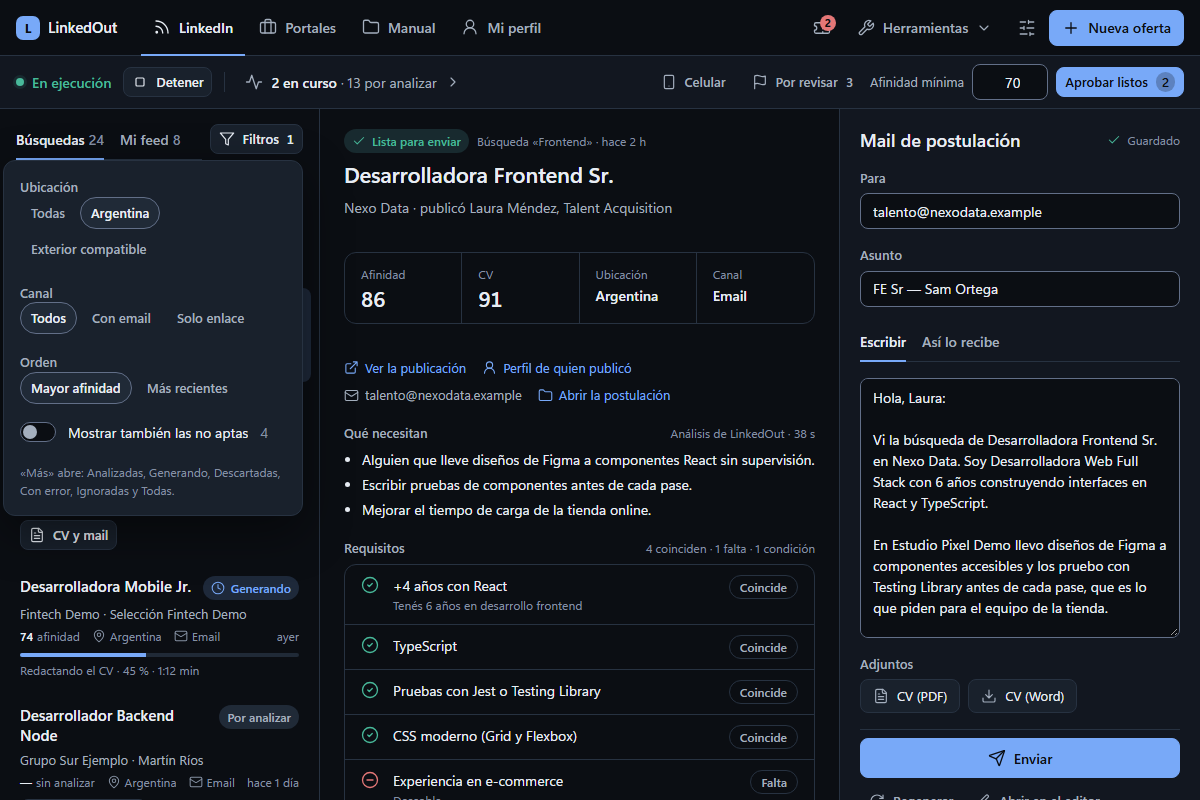 L LinkedOut LinkedIn Portales Manual Mi perfil 2 Herramientas Nueva oferta
En ejecución Detener 2 en curso · 13 por analizar Celular Por revisar 3 Afinidad mínima 70 Aprobar listos 2
Búsquedas 24 Mi feed 8 Filtros 1
Ubicación
Todas Argentina
Exterior compatible
Canal
Todos Con email Solo enlace
Orden
Mayor afinidad Más recientes
Mostrar también las no aptas 4
«Más» abre: Analizadas, Generando, Descartadas,
Con error, Ignoradas y Todas.
CV y mail
Desarrolladora Mobile Jr. Generando
Fintech Demo · Selección Fintech Demo
74 afinidad Argentina Email ayer
Redactando el CV · 45 % · 1:12 min
Desarrollador Backend
Node
Por analizar
Grupo Sur Ejemplo · Martín Ríos
— sin analizar Argentina Email hace 1 día
Lista para enviar Búsqueda «Frontend» · hace 2 h
Desarrolladora Frontend Sr.
Nexo Data · publicó Laura Méndez, Talent Acquisition
Afinidad CV Ubicación Canal
86 91 Argentina Email
Ver la publicación Perfil de quien publicó
talento@nexodata.example Abrir la postulación
Qué necesitan Análisis de LinkedOut · 38 s
• Alguien que lleve diseños de Figma a componentes React sin supervisión.
• Escribir pruebas de componentes antes de cada pase.
• Mejorar el tiempo de carga de la tienda online.
Requisitos 4 coinciden · 1 falta · 1 condición
+4 años con React Coincide
Tenés 6 años en desarrollo frontend
TypeScript Coincide
Pruebas con Jest o Testing Library Coincide
CSS moderno (Grid y Flexbox) Coincide
Experiencia en e-commerce Falta
Deseable
Mail de postulación Guardado
Para
talento@nexodata.example
Asunto
FE Sr — Sam Ortega
Escribir Así lo recibe
Hola, Laura:
Vi la búsqueda de Desarrolladora Frontend Sr.
en Nexo Data. Soy Desarrolladora Web Full
Stack con 6 años construyendo interfaces en
React y TypeScript.
En Estudio Pixel Demo llevo diseños de Figma a
componentes accesibles y los pruebo con
Testing Library antes de cada pase, que es lo
que piden para el equipo de la tienda.
Adjuntos
CV (PDF) CV (Word)
Enviar
Regenerar Abrir en el editor